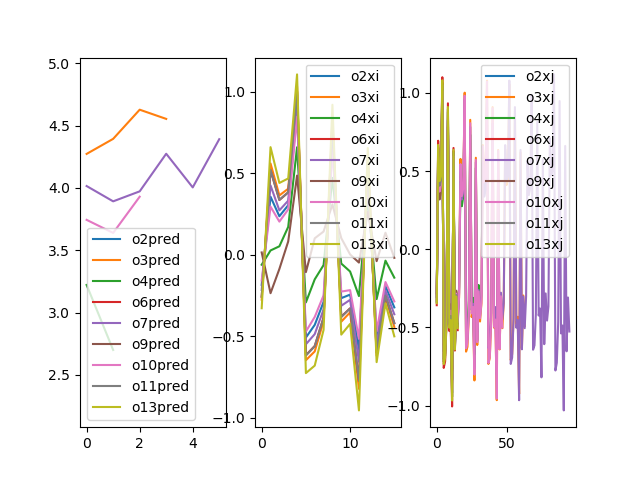 5.0
4.5
4.0
3.5
3.0
2.5
0
2
4
o2pred
o3pred
o4pred
o6pred
o7pred
o9pred
o10pred
o11pred
o13pred
1.0
0.5
0.0
−0.5
−1.0
0
10
o2xi
o3xi
o4xi
o6xi
o7xi
o9xi
o10xi
o11xi
o13xi
1.0
0.5
0.0
−0.5
−1.0
0
50
o2xj
o3xj
o4xj
o6xj
o7xj
o9xj
o10xj
o11xj
o13xj